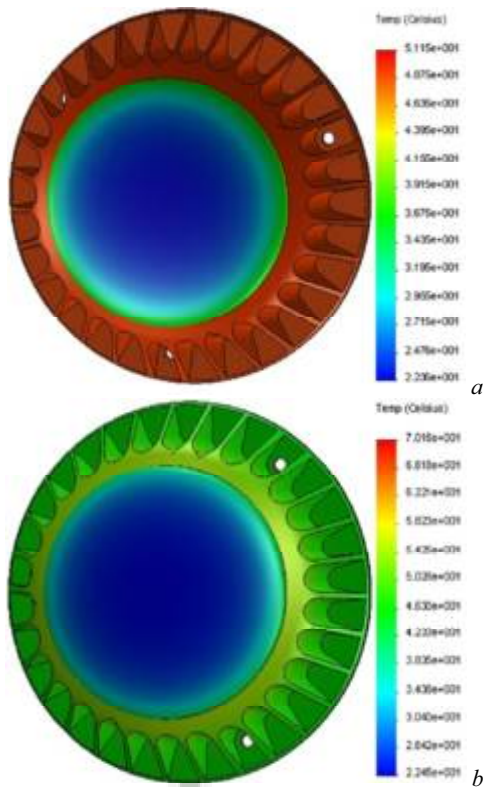 Temp (Celsius)
5.115e+001
4.875e+001
4.635e+001
4.395e+001
4.155e+001
3.915e+001
3.675e+001
3.435e+001
3.195e+001
2.955e+001
2.715e+001
2.476e+001
2.236e+001
a
Temp (Celsius)
7.016e+001
6.618e+001
6.221e+001
5.823e+001
5.425e+001
5.028e+001
4.630e+001
4.233e+001
3.835e+001
3.438e+001
3.040e+001
2.642e+001
2.245e+001
b